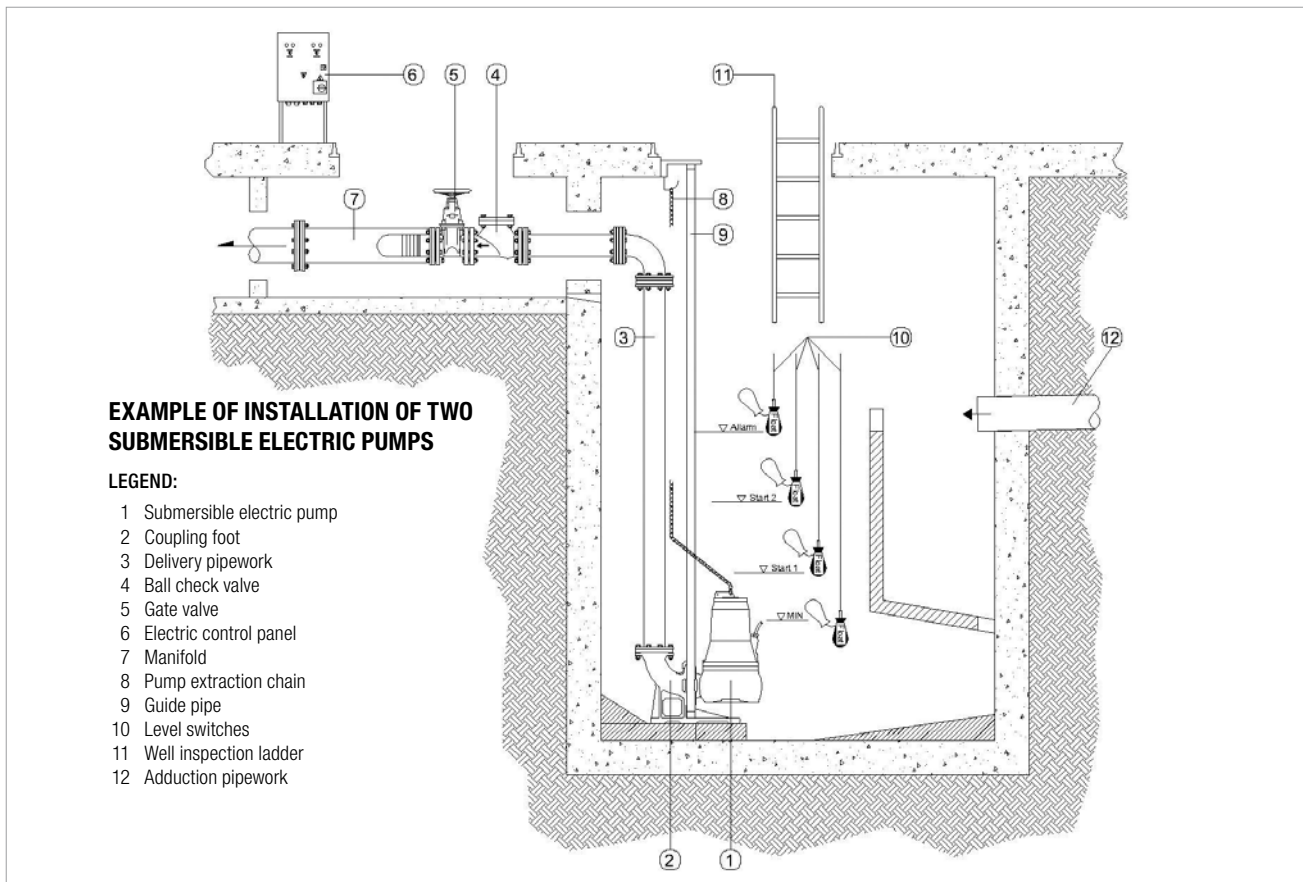 6
5
4
11
7
8
9
3
10
12
Allarm
Start 2
Start 1
MIN
EXAMPLE OF INSTALLATION OF TWO
SUBMERSIBLE ELECTRIC PUMPS
LEGEND:
1 Submersible electric pump
2 Coupling foot
3 Delivery pipework
4 Ball check valve
5 Gate valve
6 Electric control panel
7 Manifold
8 Pump extraction chain
9 Guide pipe
10 Level switches
11 Well inspection ladder
12 Adduction pipework
2
1